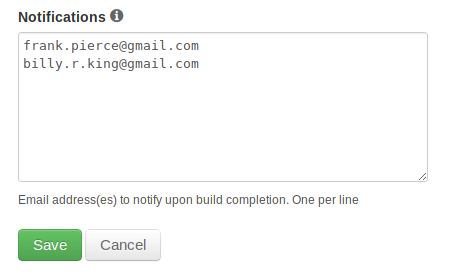 Notifications
frank.pierce@gmail.com
billy.r.king@gmail.com
Email address(es) to notify upon build completion. One per line
Save Cancel